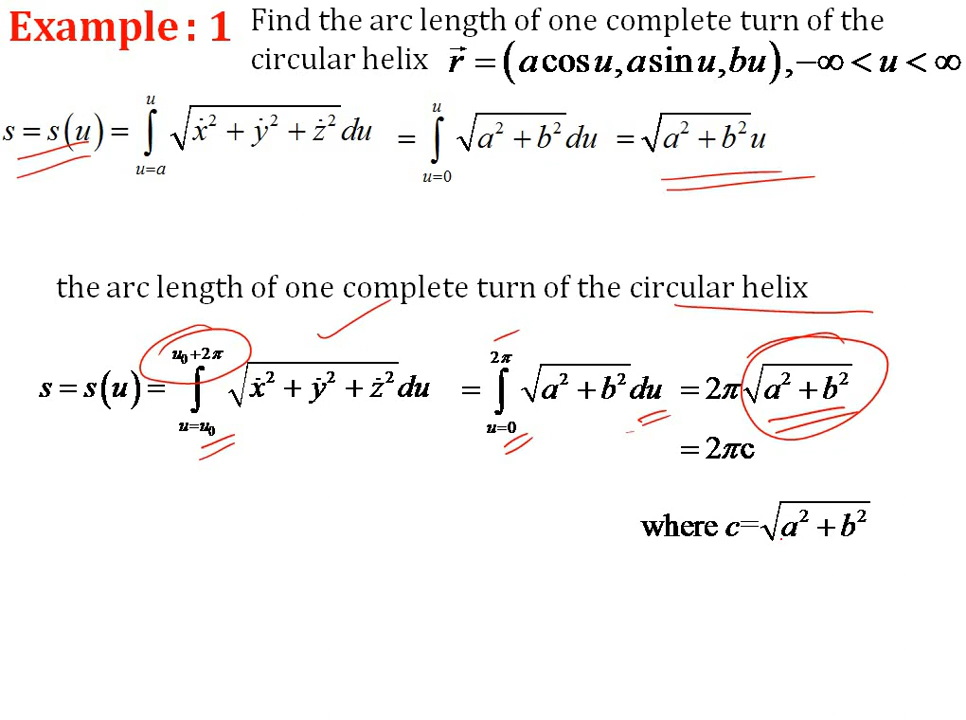 Example : 1 Find the arc length of one complete turn of the
circular helix r⃗ = (a cos u, a sin u, bu), −∞ < u < ∞
s = s(u) = ∫_{u=a}^{u} √(ẋ² + ẏ² + ż²) du = ∫_{u=0}^{u} √(a² + b²) du = √(a² + b²) u
the arc length of one complete turn of the circular helix
s = s(u) = ∫_{u=u₀}^{u₀+2π} √(ẋ² + ẏ² + ż²) du = ∫_{u=0}^{2π} √(a² + b²) du = 2π√(a² + b²)
= 2πc
where c=√(a² + b²)